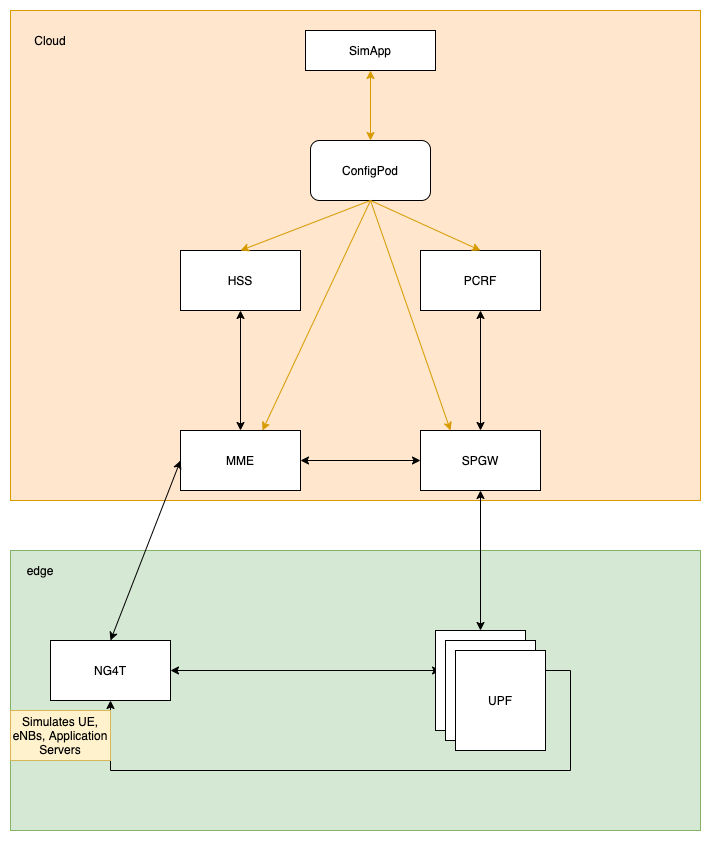 Cloud
SimApp
ConfigPod
HSS
PCRF
MME
SPGW
edge
NG4T
UPF
Simulates UE,
eNBs, Application
Servers